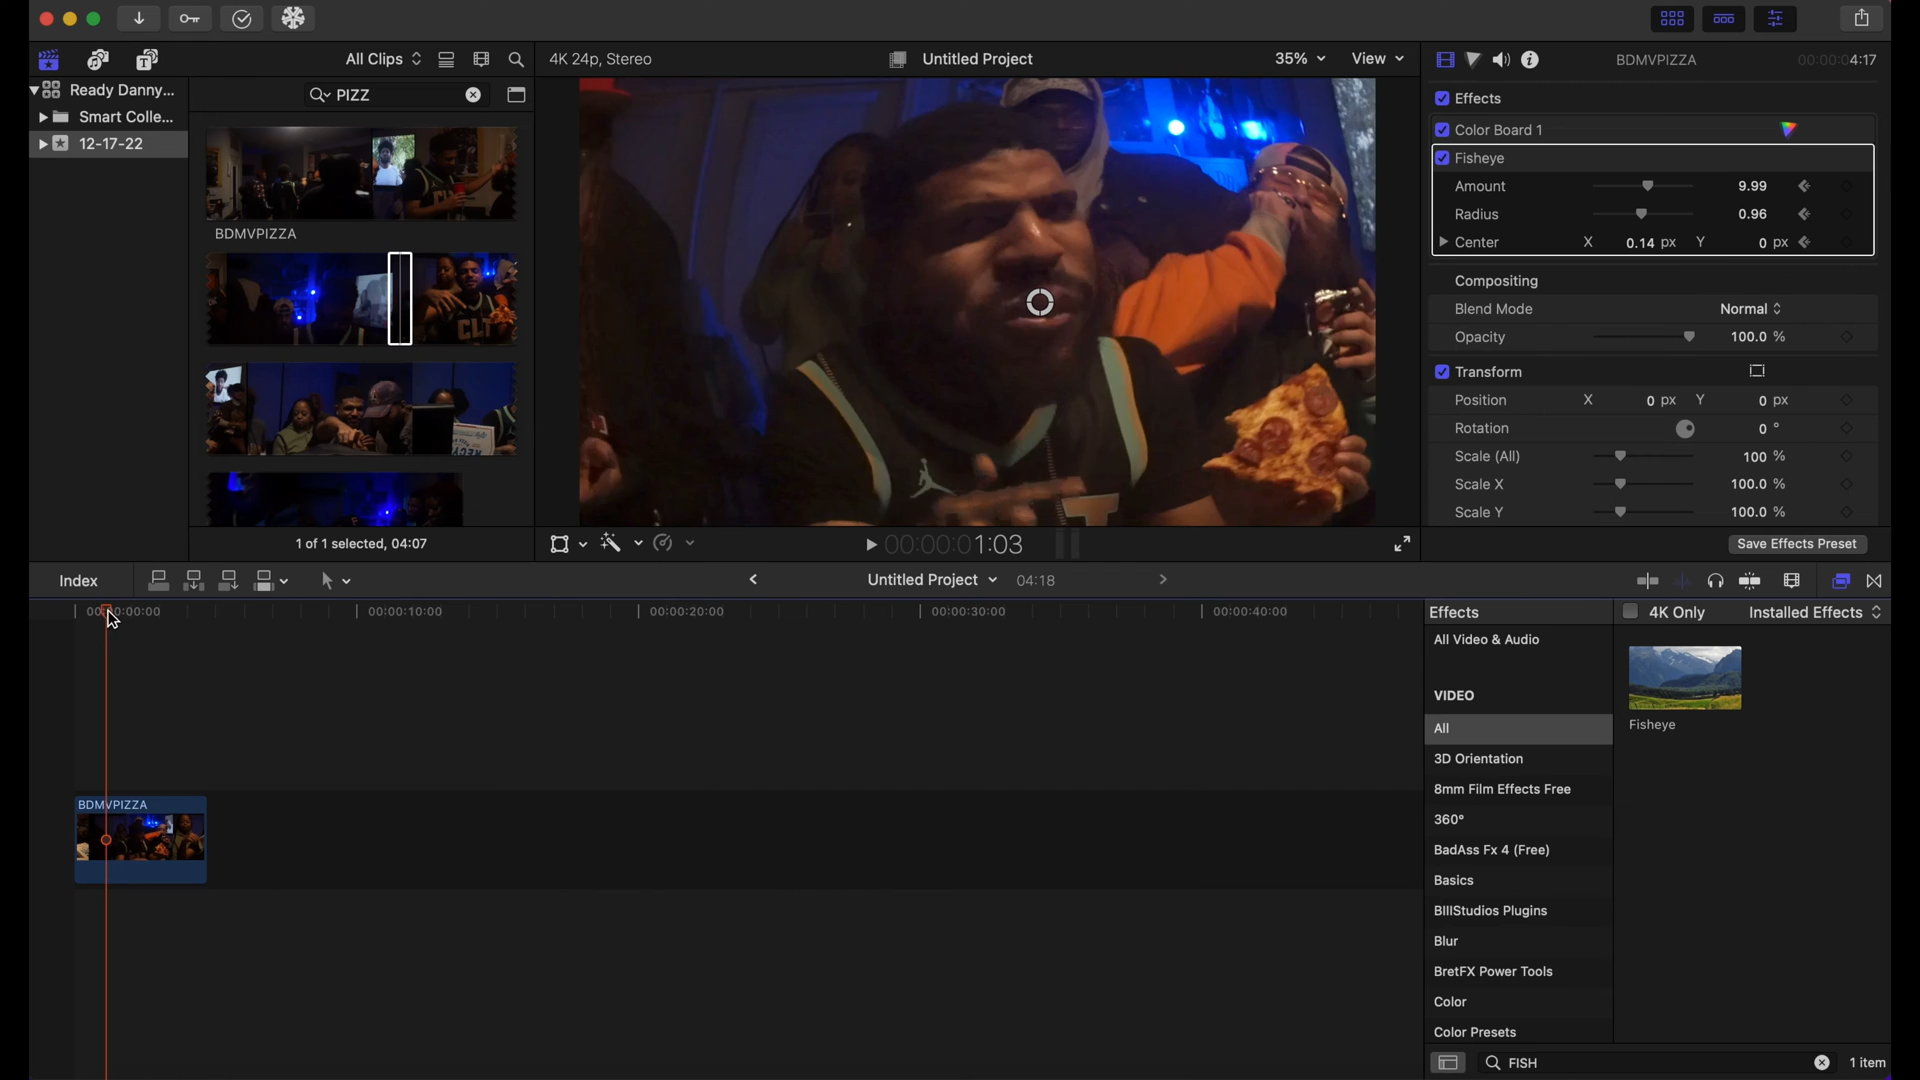 All Clips
4K 24p, Stereo
Untitled Project
35%
View
BDMVPIZZA
00:00:04:17
Ready Danny...
Smart Colle...
12-17-22
PIZZ
BDMVPIZZA
1 of 1 selected, 04:07
CLT
Effects
Color Board 1
Fisheye
Amount 9.99
Radius 0.96
Center X 0.14 px Y 0 px
Compositing
Blend Mode Normal
Opacity 100.0 %
Transform
Position X 0 px Y 0 px
Rotation 0 °
Scale (All) 100 %
Scale X 100.0 %
Scale Y 100.0 %
00:00:01:03
Save Effects Preset
Index
Untitled Project
04:18
00:00:00:00
00:00:10:00
00:00:20:00
00:00:30:00
00:00:40:00
BDMVPIZZA
Effects
4K Only
Installed Effects
All Video & Audio
VIDEO
All
3D Orientation
8mm Film Effects Free
360°
BadAss Fx 4 (Free)
Basics
BIIIStudios Plugins
Blur
BretFX Power Tools
Color
Color Presets
Fisheye
FISH
1 item